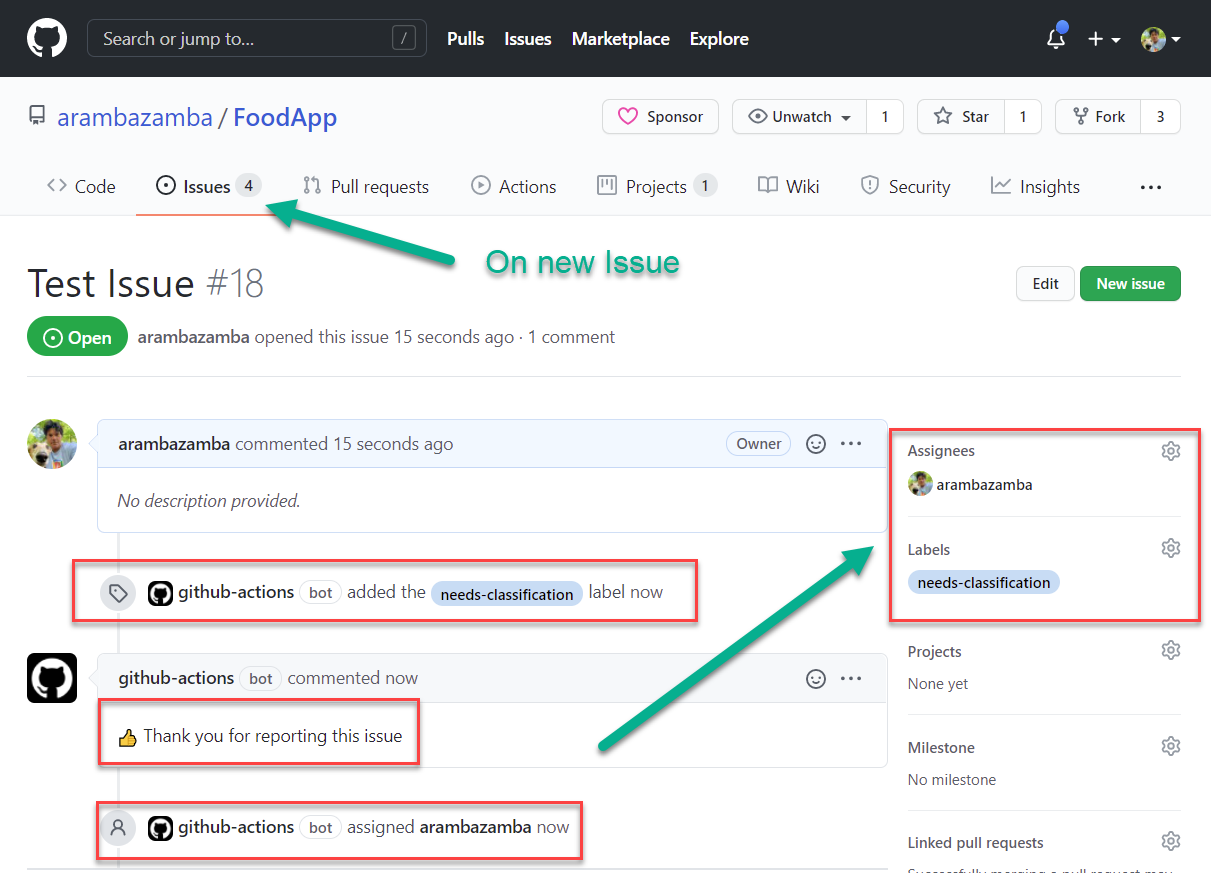 Search or jump to... /
Pulls Issues Marketplace Explore
arambazamba / FoodApp
Sponsor Unwatch 1 Star 1 Fork 3
Code Issues 4 Pull requests Actions Projects 1 Wiki Security Insights ...
On new Issue
Test Issue #18
Edit New issue
Open arambazamba opened this issue 15 seconds ago · 1 comment
arambazamba commented 15 seconds ago Owner ...
No description provided.
github-actions bot added the needs-classification label now
github-actions bot commented now ...
👍 Thank you for reporting this issue
github-actions bot assigned arambazamba now
Assignees
arambazamba
Labels
needs-classification
Projects
None yet
Milestone
No milestone
Linked pull requests
Successfully merging a pull request may